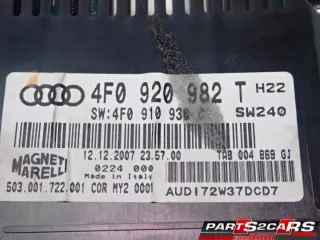 4F0 920 982 T H22
SW:4F0 910 930 SW240
12.12.2007 23.57.00 TAB 004 869 GJ
MAGNETI
MARELLI
0224 000
Made in Italy
503.001.722.001 COR MY2 0001 AUDI72W37DCD7
PARTS2CARS